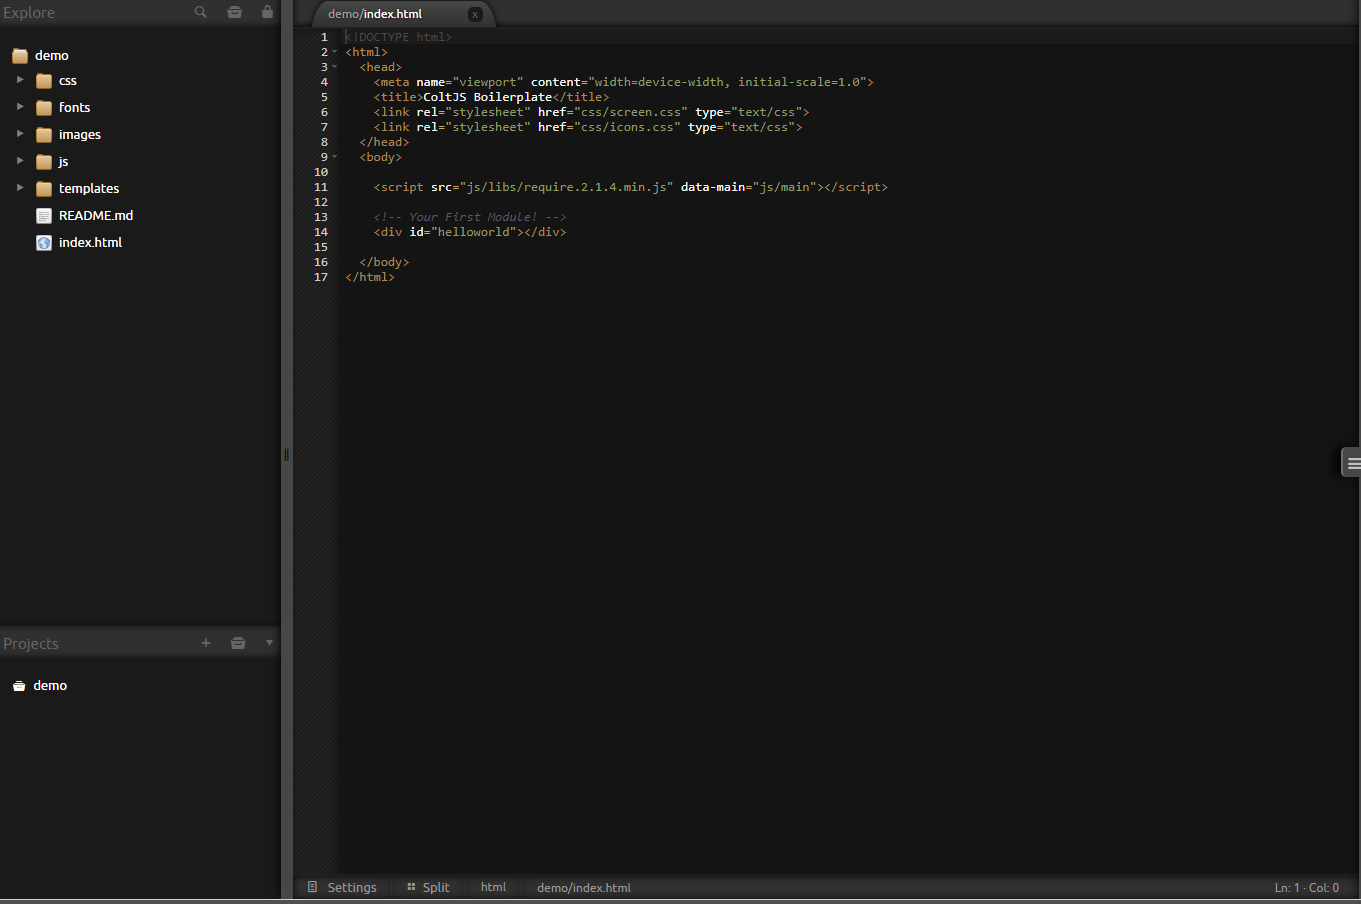 Explore
demo
css
fonts
images
js
templates
README.md
index.html
Projects +
demo
demo/index.html x
1 <!DOCTYPE html>
2 <html>
3 <head>
4 <meta name="viewport" content="width=device-width, initial-scale=1.0">
5 <title>ColtJS Boilerplate</title>
6 <link rel="stylesheet" href="css/screen.css" type="text/css">
7 <link rel="stylesheet" href="css/icons.css" type="text/css">
8 </head>
9 <body>
10
11 <script src="js/libs/require.2.1.4.min.js" data-main="js/main"></script>
12
13 <!-- Your First Module! -->
14 <div id="helloworld"></div>
15
16 </body>
17 </html>
Settings Split html demo/index.html Ln: 1 · Col: 0